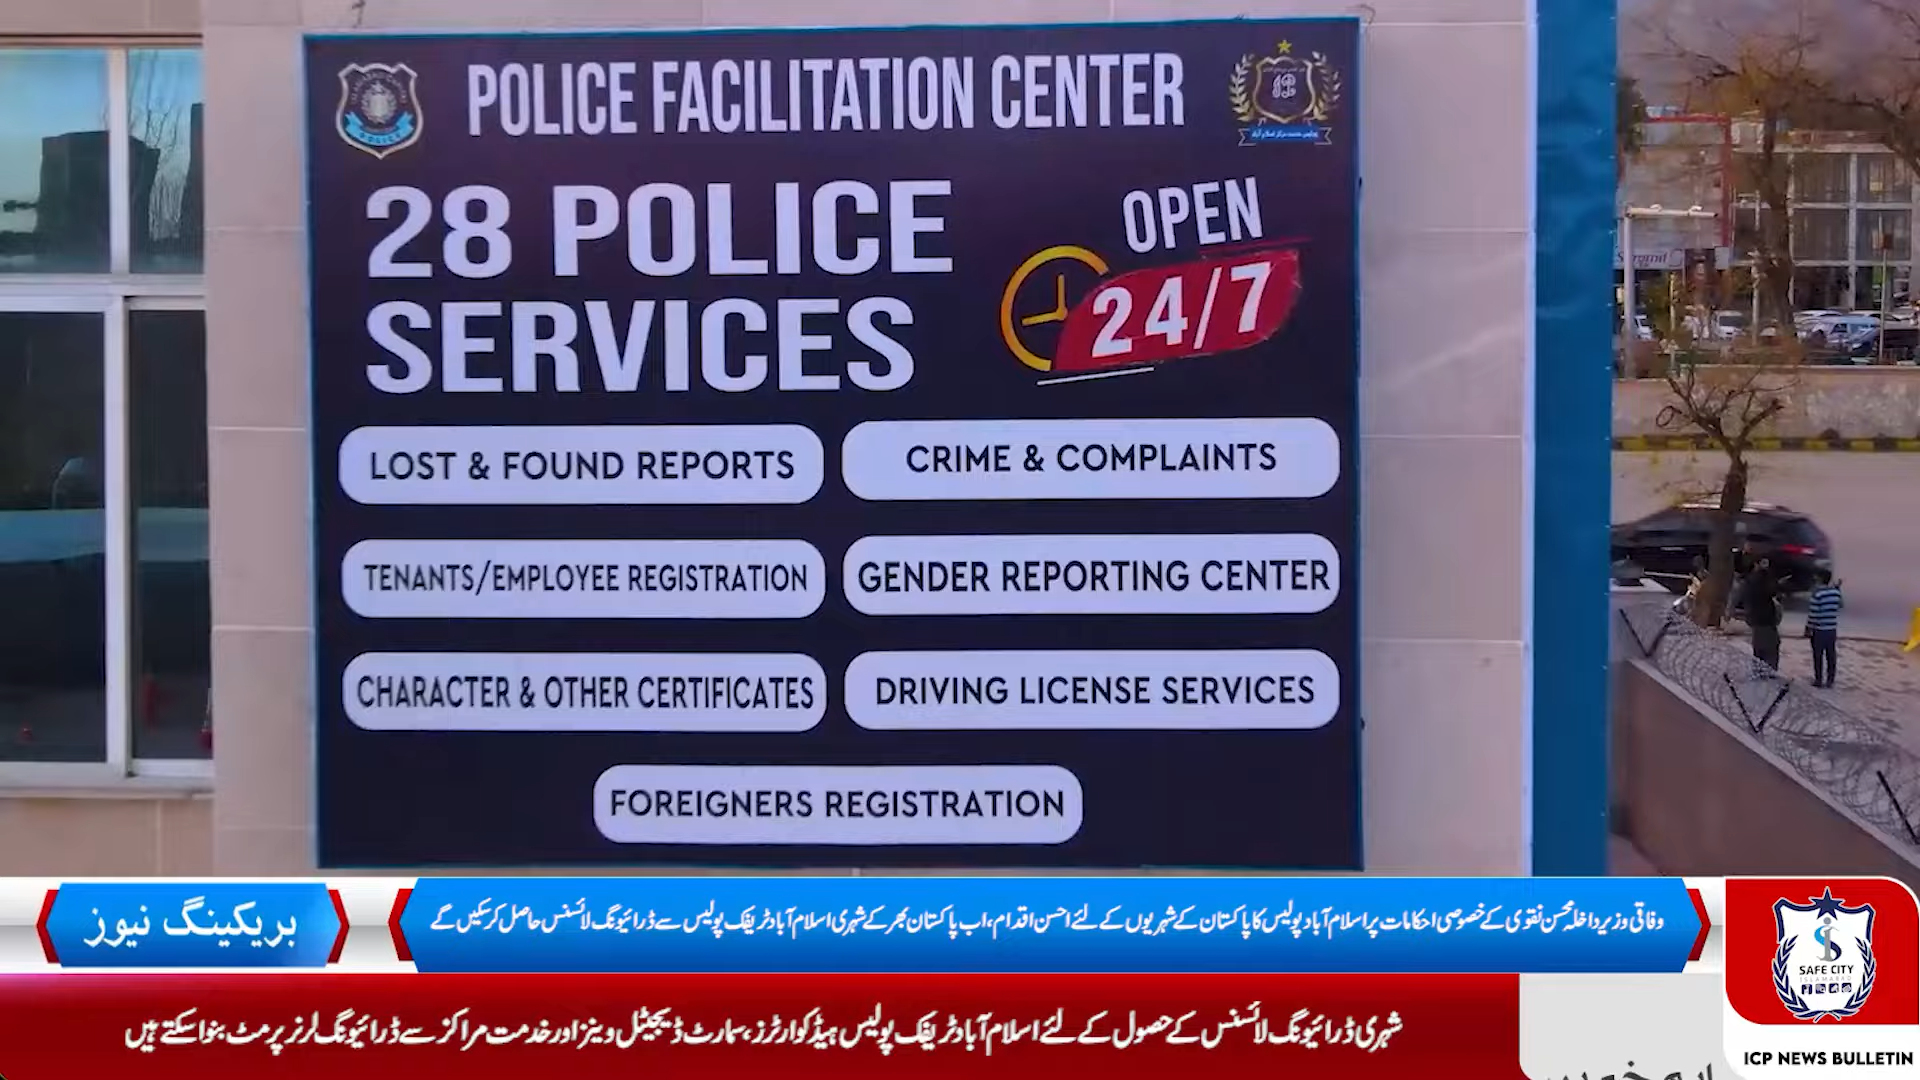 POLICE FACILITATION CENTER
28 POLICE
SERVICES
OPEN
24/7
LOST & FOUND REPORTS
CRIME & COMPLAINTS
TENANTS/EMPLOYEE REGISTRATION
GENDER REPORTING CENTER
CHARACTER & OTHER CERTIFICATES
DRIVING LICENSE SERVICES
FOREIGNERS REGISTRATION
POLICE
بریکینگ نیوز
وفاقی وزیر داخلہ محسن نقوی کے خصوصی احکامات پر اسلام آباد پولیس کا پاکستان کے شہریوں کے لئے احسن اقدام، اب پاکستان بھر کے شہری اسلام آباد ٹریفک پولیس سے ڈرائیونگ لائسنس حاصل کر سکیں گے
شہری ڈرائیونگ لائسنس کے حصول کے لئے اسلام آباد ٹریفک پولیس ہیڈ کوارٹرز، سمارٹ ڈیجیٹل وینز اور خدمت مراکز سے ڈرائیونگ لرنر پرمٹ بنوا سکتے ہیں
SAFE CITY
ISLAMABAD
ICP NEWS BULLETIN